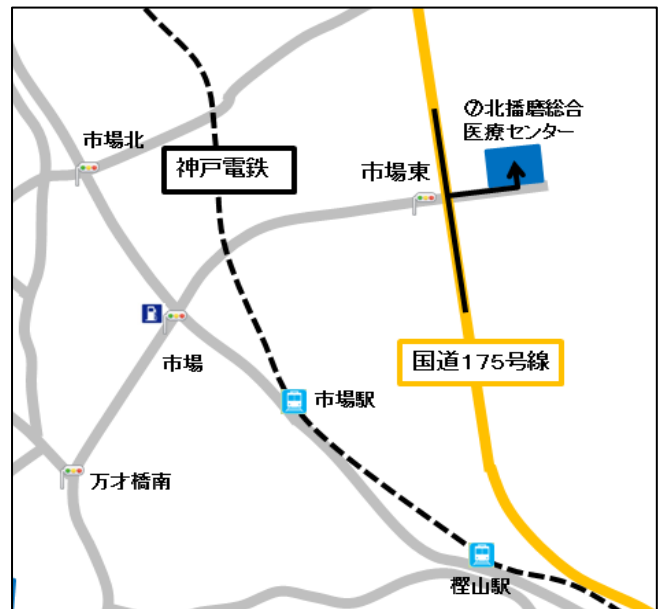 ⑦北播磨総合
医療センター
市場北
神戸電鉄
市場東
国道175号線
市場
市場駅
万才橋南
樫山駅